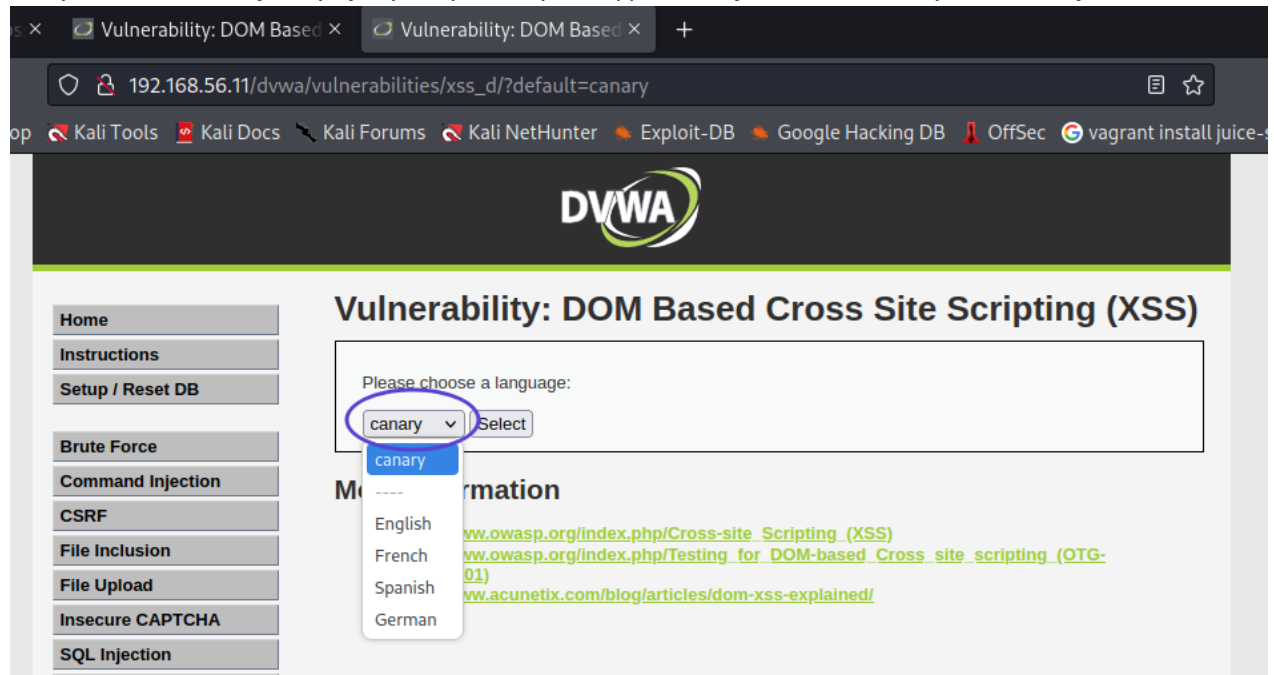 Vulnerability: DOM Based × Vulnerability: DOM Based × +
192.168.56.11/dvwa/vulnerabilities/xss_d/?default=canary
op Kali Tools Kali Docs Kali Forums Kali NetHunter Exploit-DB Google Hacking DB OffSec vagrant install juice-s
DVWA
Home
Instructions
Setup / Reset DB
Brute Force
Command Injection
CSRF
File Inclusion
File Upload
Insecure CAPTCHA
SQL Injection
Vulnerability: DOM Based Cross Site Scripting (XSS)
Please choose a language:
canary Select
canary
----
English
French
Spanish
German
rmation
ww.owasp.org/index.php/Cross-site_Scripting_(XSS)
ww.owasp.org/index.php/Testing_for_DOM-based_Cross_site_scripting_(OTG-
01)
ww.acunetix.com/blog/articles/dom-xss-explained/